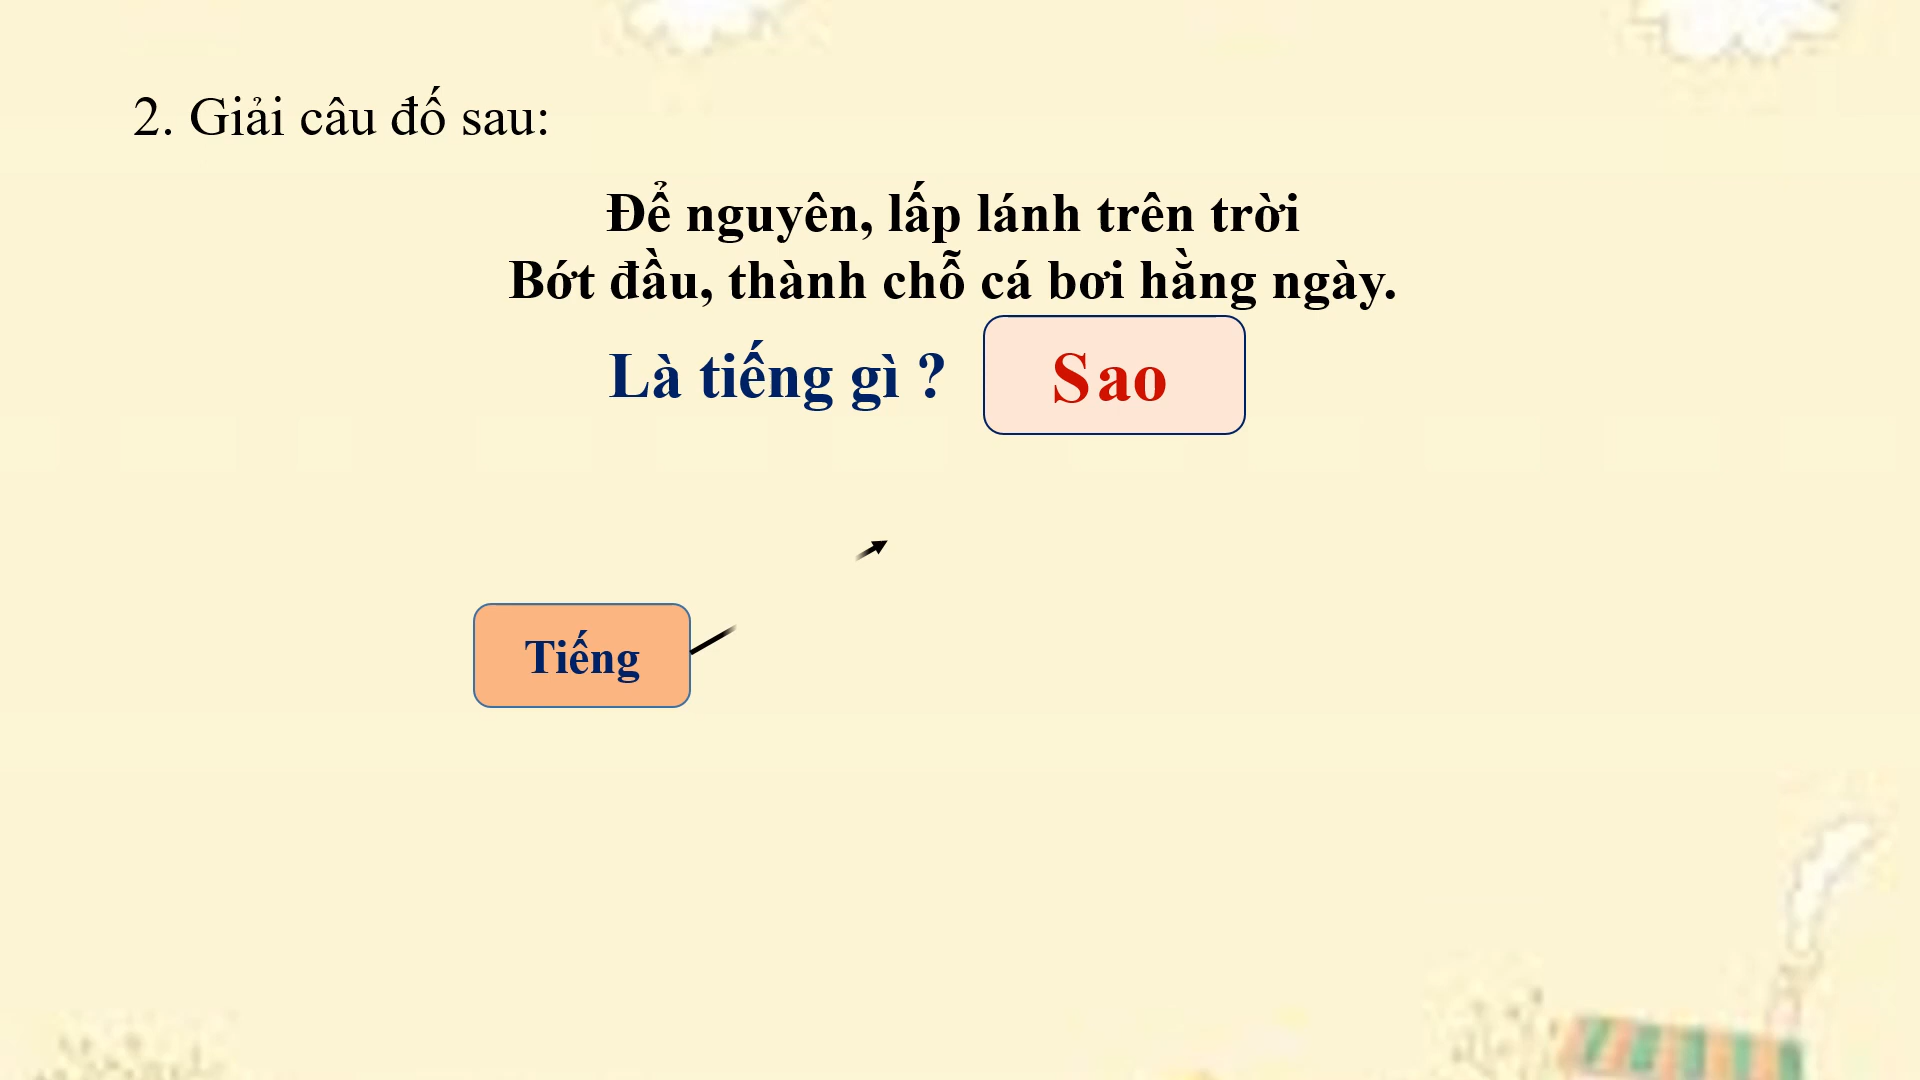 2. Giải câu đố sau:
Để nguyên, lấp lánh trên trời
Bớt đầu, thành chỗ cá bơi hằng ngày.
Là tiếng gì ? Sao
Tiếng